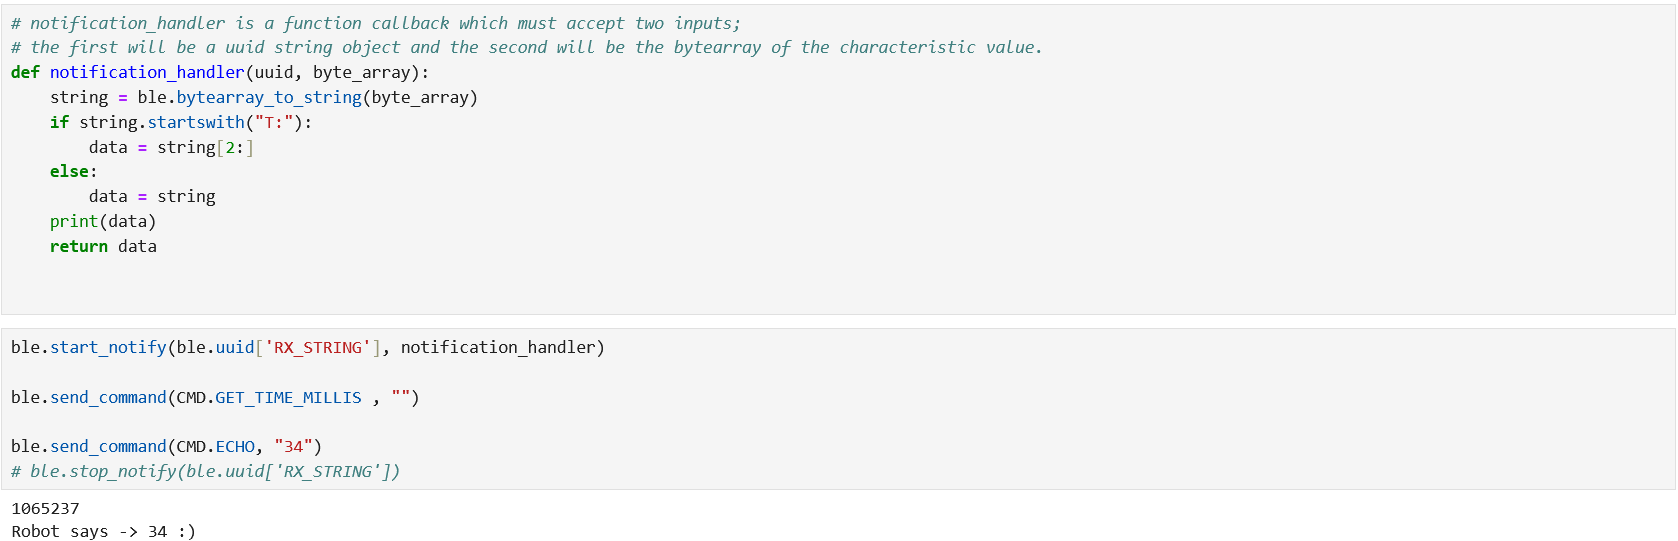 # notification_handler is a function callback which must accept two inputs;
# the first will be a uuid string object and the second will be the bytearray of the characteristic value.
def notification_handler(uuid, byte_array):
    string = ble.bytearray_to_string(byte_array)
    if string.startswith("T:"):
        data = string[2:]
    else:
        data = string
    print(data)
    return data
ble.start_notify(ble.uuid['RX_STRING'], notification_handler)
ble.send_command(CMD.GET_TIME_MILLIS , "")
ble.send_command(CMD.ECHO, "34")
# ble.stop_notify(ble.uuid['RX_STRING'])
1065237
Robot says -> 34 :)